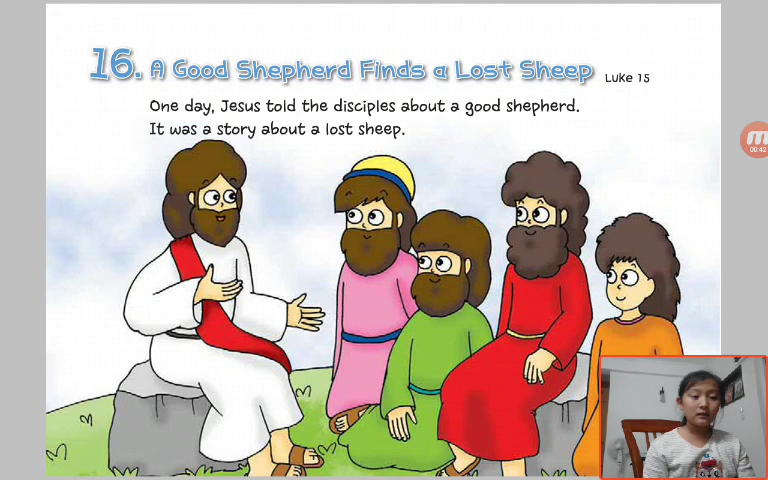 16. A Good Shepherd Finds a Lost Sheep Luke 15
One day, Jesus told the disciples about a good shepherd.
It was a story about a lost sheep.
00:42